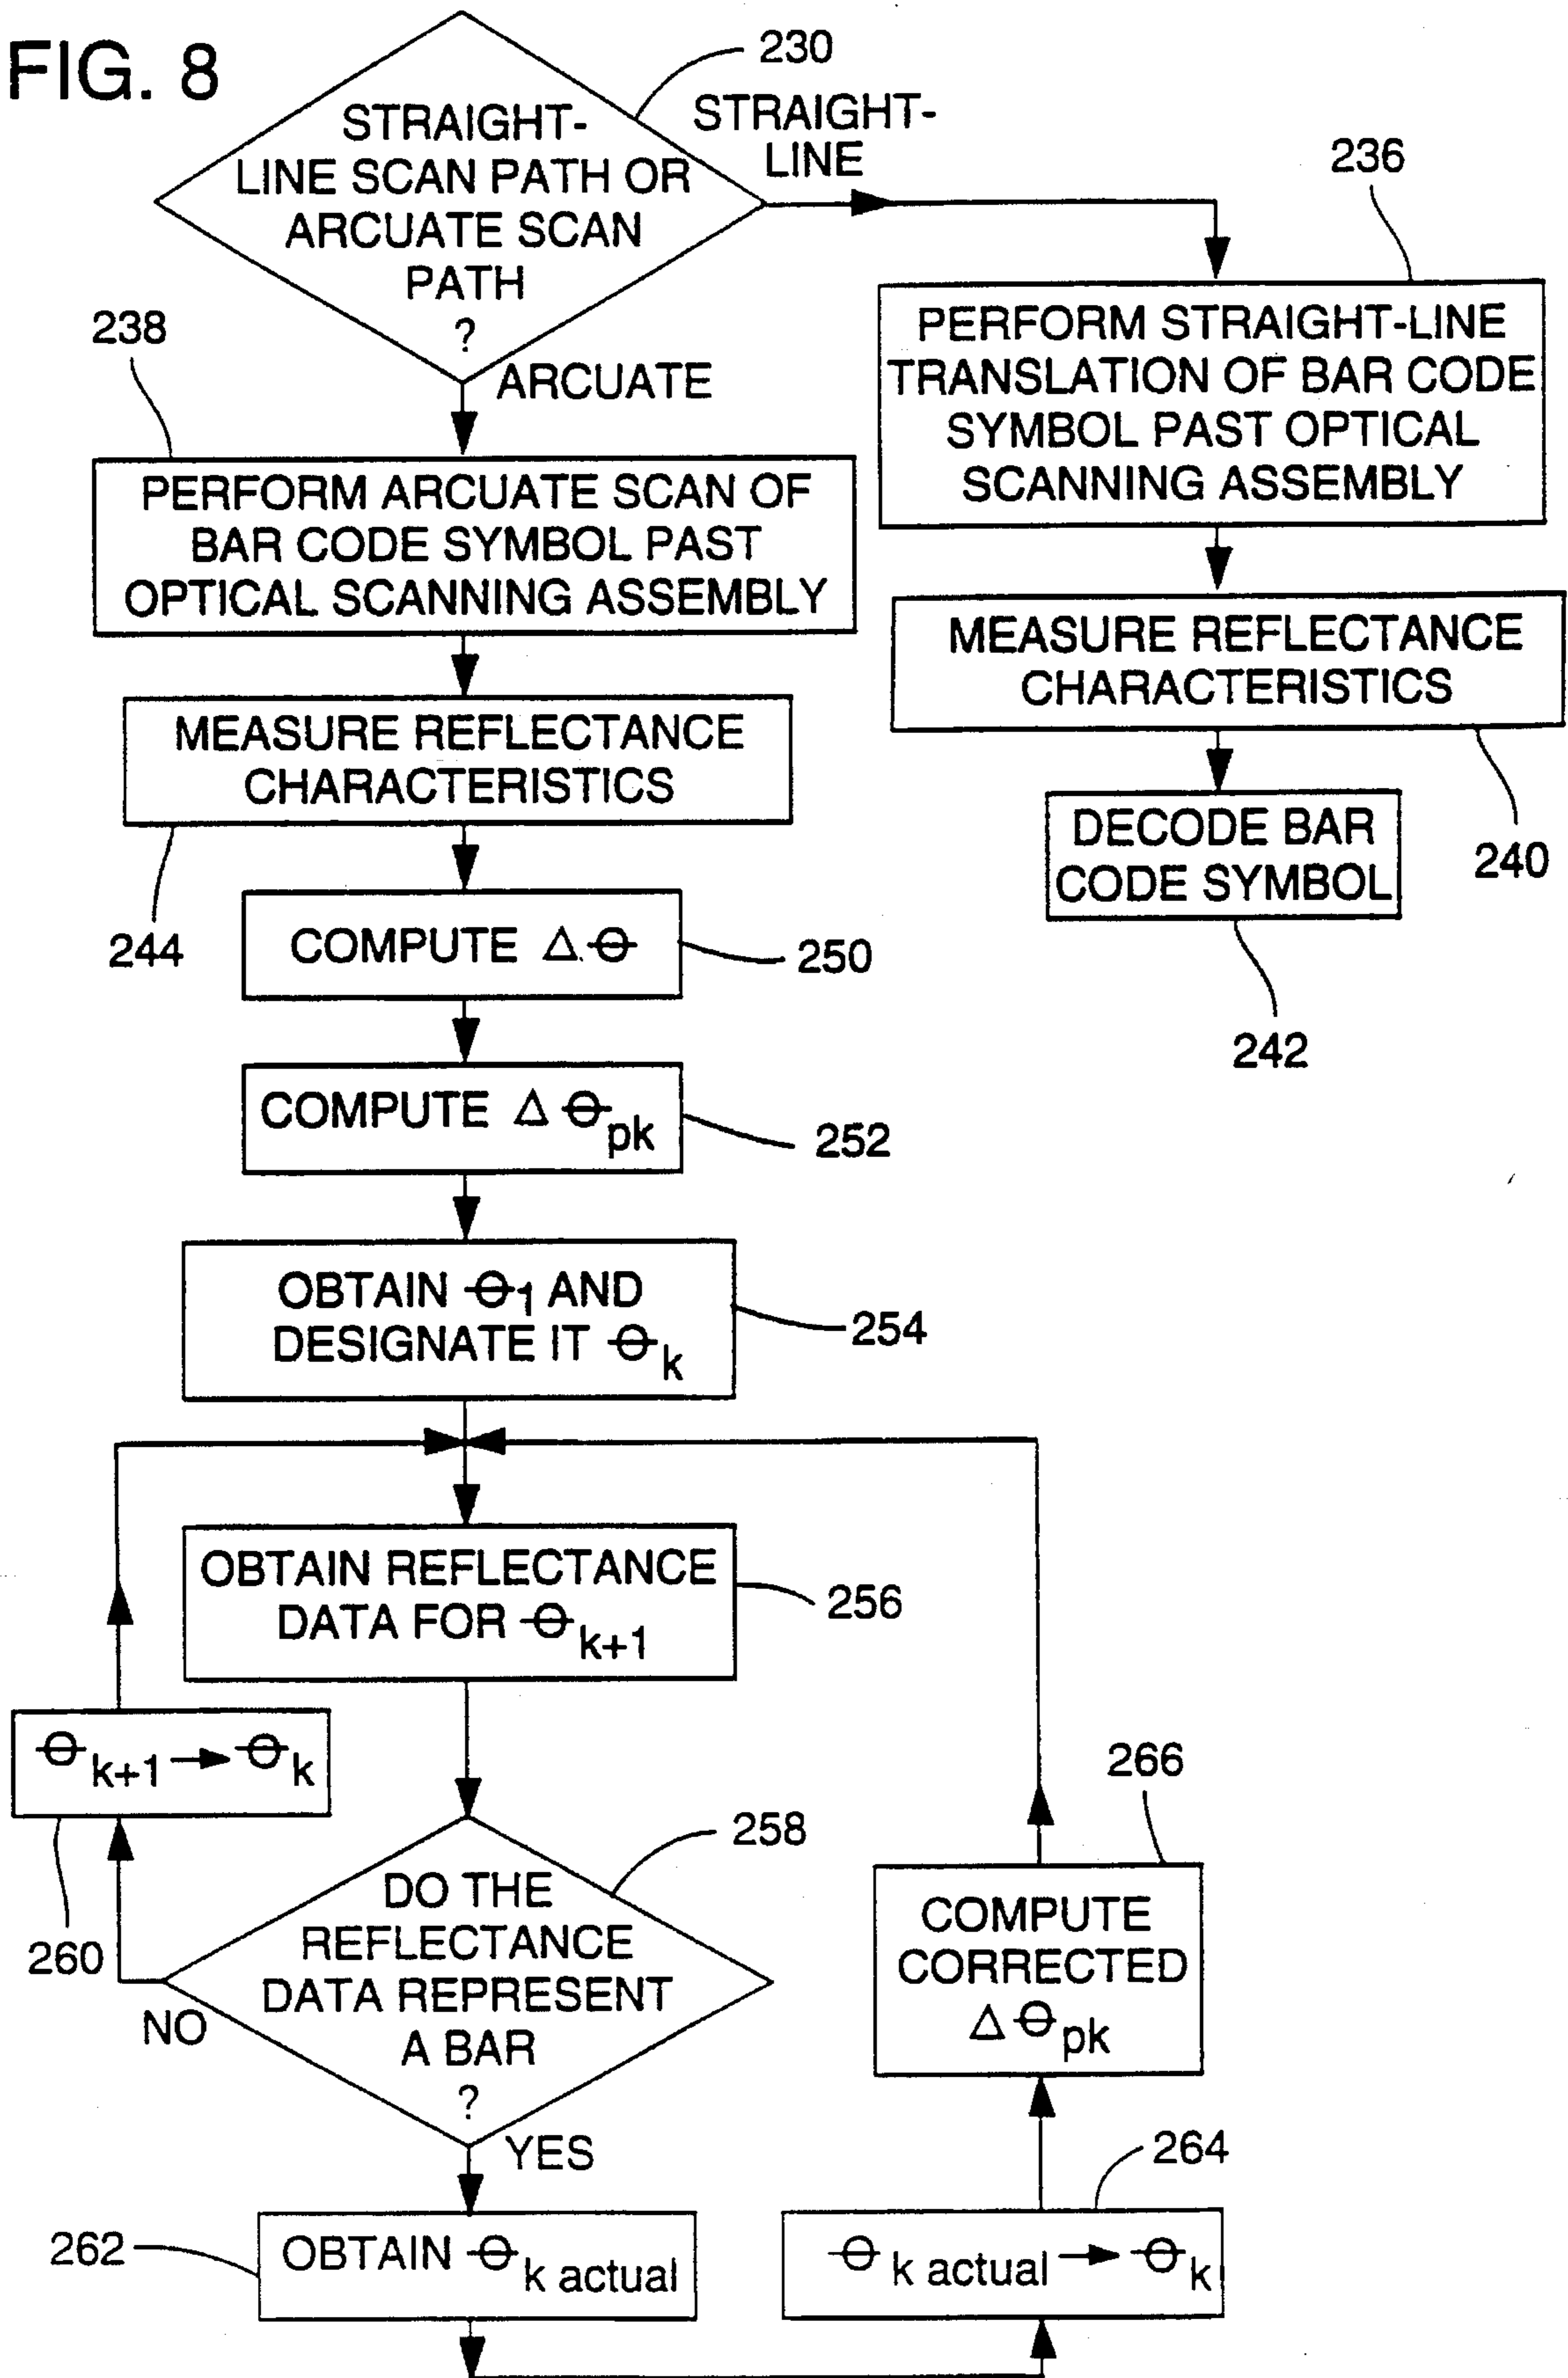 FIG. 8
230
STRAIGHT-
LINE SCAN PATH OR
ARCUATE SCAN
PATH
?
STRAIGHT-
LINE
236
PERFORM STRAIGHT-LINE
TRANSLATION OF BAR CODE
SYMBOL PAST OPTICAL
SCANNING ASSEMBLY
238
ARCUATE
PERFORM ARCUATE SCAN OF
BAR CODE SYMBOL PAST
OPTICAL SCANNING ASSEMBLY
MEASURE REFLECTANCE
CHARACTERISTICS
240
MEASURE REFLECTANCE
CHARACTERISTICS
244
DECODE BAR
CODE SYMBOL
242
COMPUTE Δ Θ
250
COMPUTE Δ Θpk
252
OBTAIN Θ1 AND
DESIGNATE IT Θk
254
OBTAIN REFLECTANCE
DATA FOR Θk+1
256
Θk+1 → Θk
260
258
DO THE
REFLECTANCE
DATA REPRESENT
A BAR
?
NO
YES
266
COMPUTE
CORRECTED
Δ Θpk
264
262
OBTAIN Θk actual
Θk actual → Θk